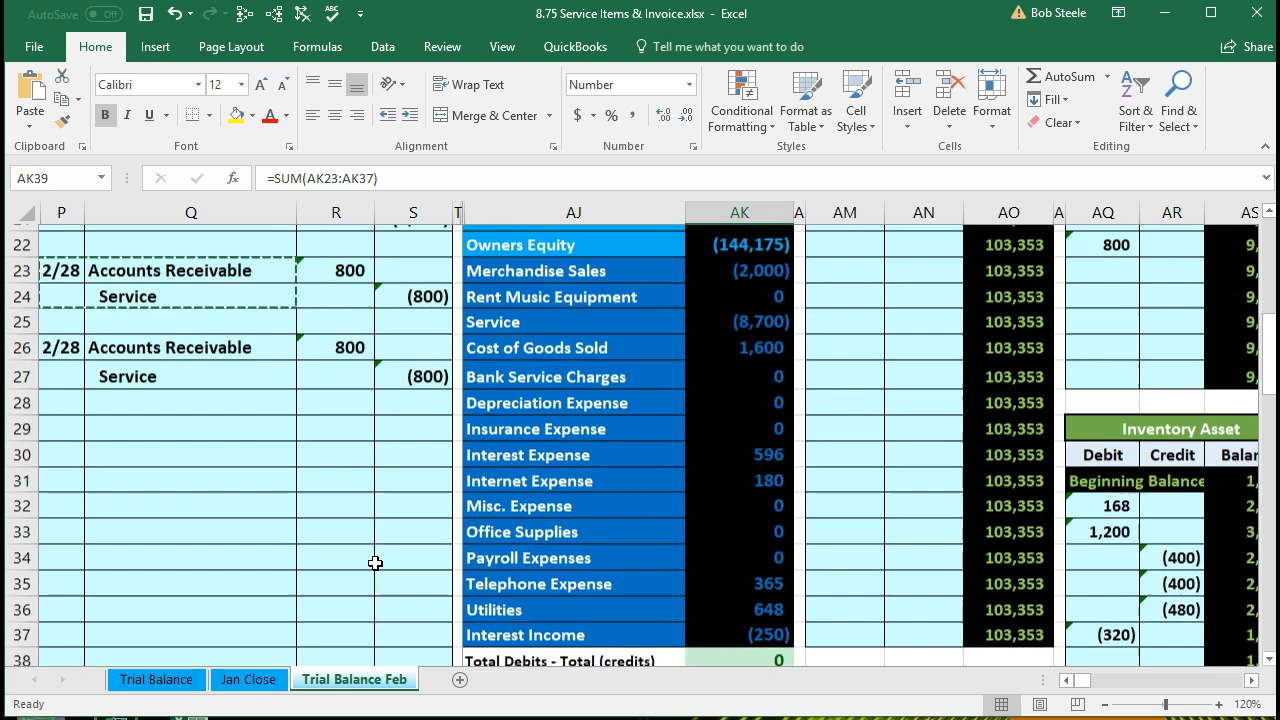 AutoSave Off 8.75 Service Items & Invoice.xlsx – Excel Bob Steele
File Home Insert Page Layout Formulas Data Review View QuickBooks Tell me what you want to do Share
Paste Calibri 12 Wrap Text Number Conditional Formatting Format as Table Cell Styles Insert Delete Format AutoSum Sort & Filter Find & Select
B I U Merge & Center $ % Fill
Clear
Clipboard Font Alignment Number Styles Cells Editing
AK39 fx =SUM(AK23:AK37)
P Q R S T AJ AK A AM AN AO A AQ AR AS
22 Owners Equity (144,175) 103,353 800 9,
23 2/28 Accounts Receivable 800 Merchandise Sales (2,000) 103,353 9,
24 Service (800) Rent Music Equipment 0 103,353 9,
25 Service (8,700) 103,353 9,
26 2/28 Accounts Receivable 800 Cost of Goods Sold 1,600 103,353 9,
27 Service (800) Bank Service Charges 0 103,353 9,
28 Depreciation Expense 0 103,353
29 Insurance Expense 0 103,353 Inventory Asset
30 Interest Expense 596 103,353 Debit Credit Balar
31 Internet Expense 180 103,353 Beginning Balance 1,
32 Misc. Expense 0 103,353 168 2,
33 Office Supplies 0 103,353 1,200 3,
34 Payroll Expenses 0 103,353 (400) 2,
35 Telephone Expense 365 103,353 (400) 2,
36 Utilities 648 103,353 (480) 2,
37 Interest Income (250) 103,353 (320) 1,
38 Total Debits - Total (credits) 0 1,
Trial Balance Jan Close Trial Balance Feb
Ready 120%